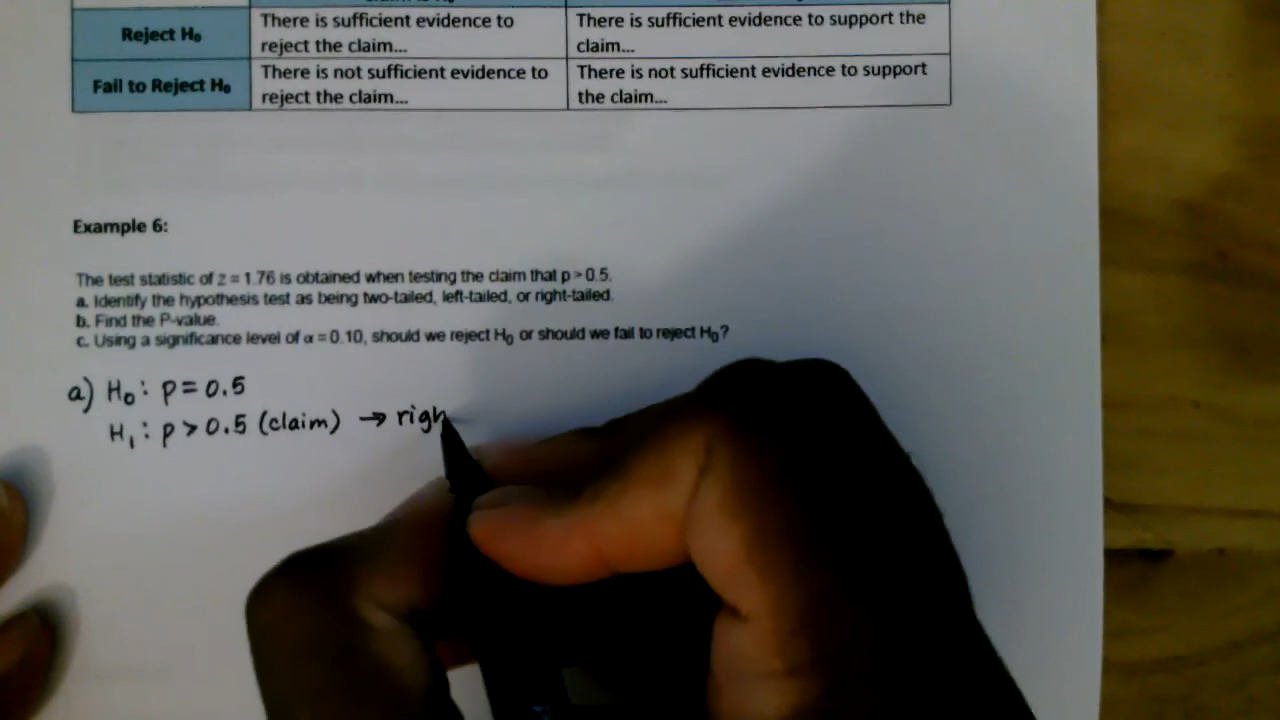 Reject H₀
There is sufficient evidence to
reject the claim...
There is sufficient evidence to support the
claim...
Fail to Reject H₀
There is not sufficient evidence to
reject the claim...
There is not sufficient evidence to support
the claim...
Example 6:
The test statistic of z = 1.76 is obtained when testing the claim that p > 0.5.
a. Identify the hypothesis test as being two-tailed, left-tailed, or right-tailed.
b. Find the P-value.
c. Using a significance level of α = 0.10, should we reject H₀ or should we fail to reject H₀?
a) H₀: p = 0.5
H₁: p > 0.5 (claim) → righ